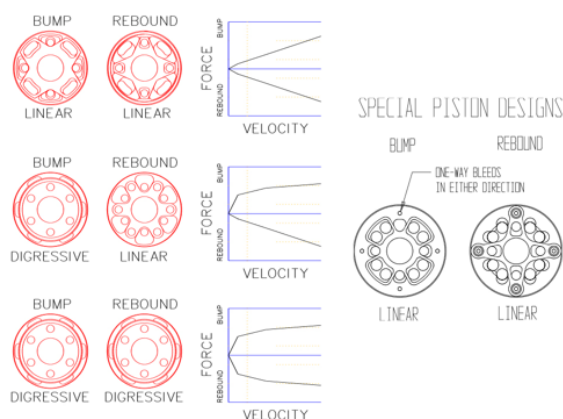 BUMP REBOUND
LINEAR LINEAR
FORCE
BUMP
REBOUND
VELOCITY
BUMP REBOUND
DIGRESSIVE LINEAR
FORCE
BUMP
REBOUND
VELOCITY
BUMP REBOUND
DIGRESSIVE DIGRESSIVE
FORCE
BUMP
REBOUND
VELOCITY
SPECIAL PISTON DESIGNS
BUMP REBOUND
ONE-WAY BLEEDS
IN EITHER DIRECTION
LINEAR LINEAR